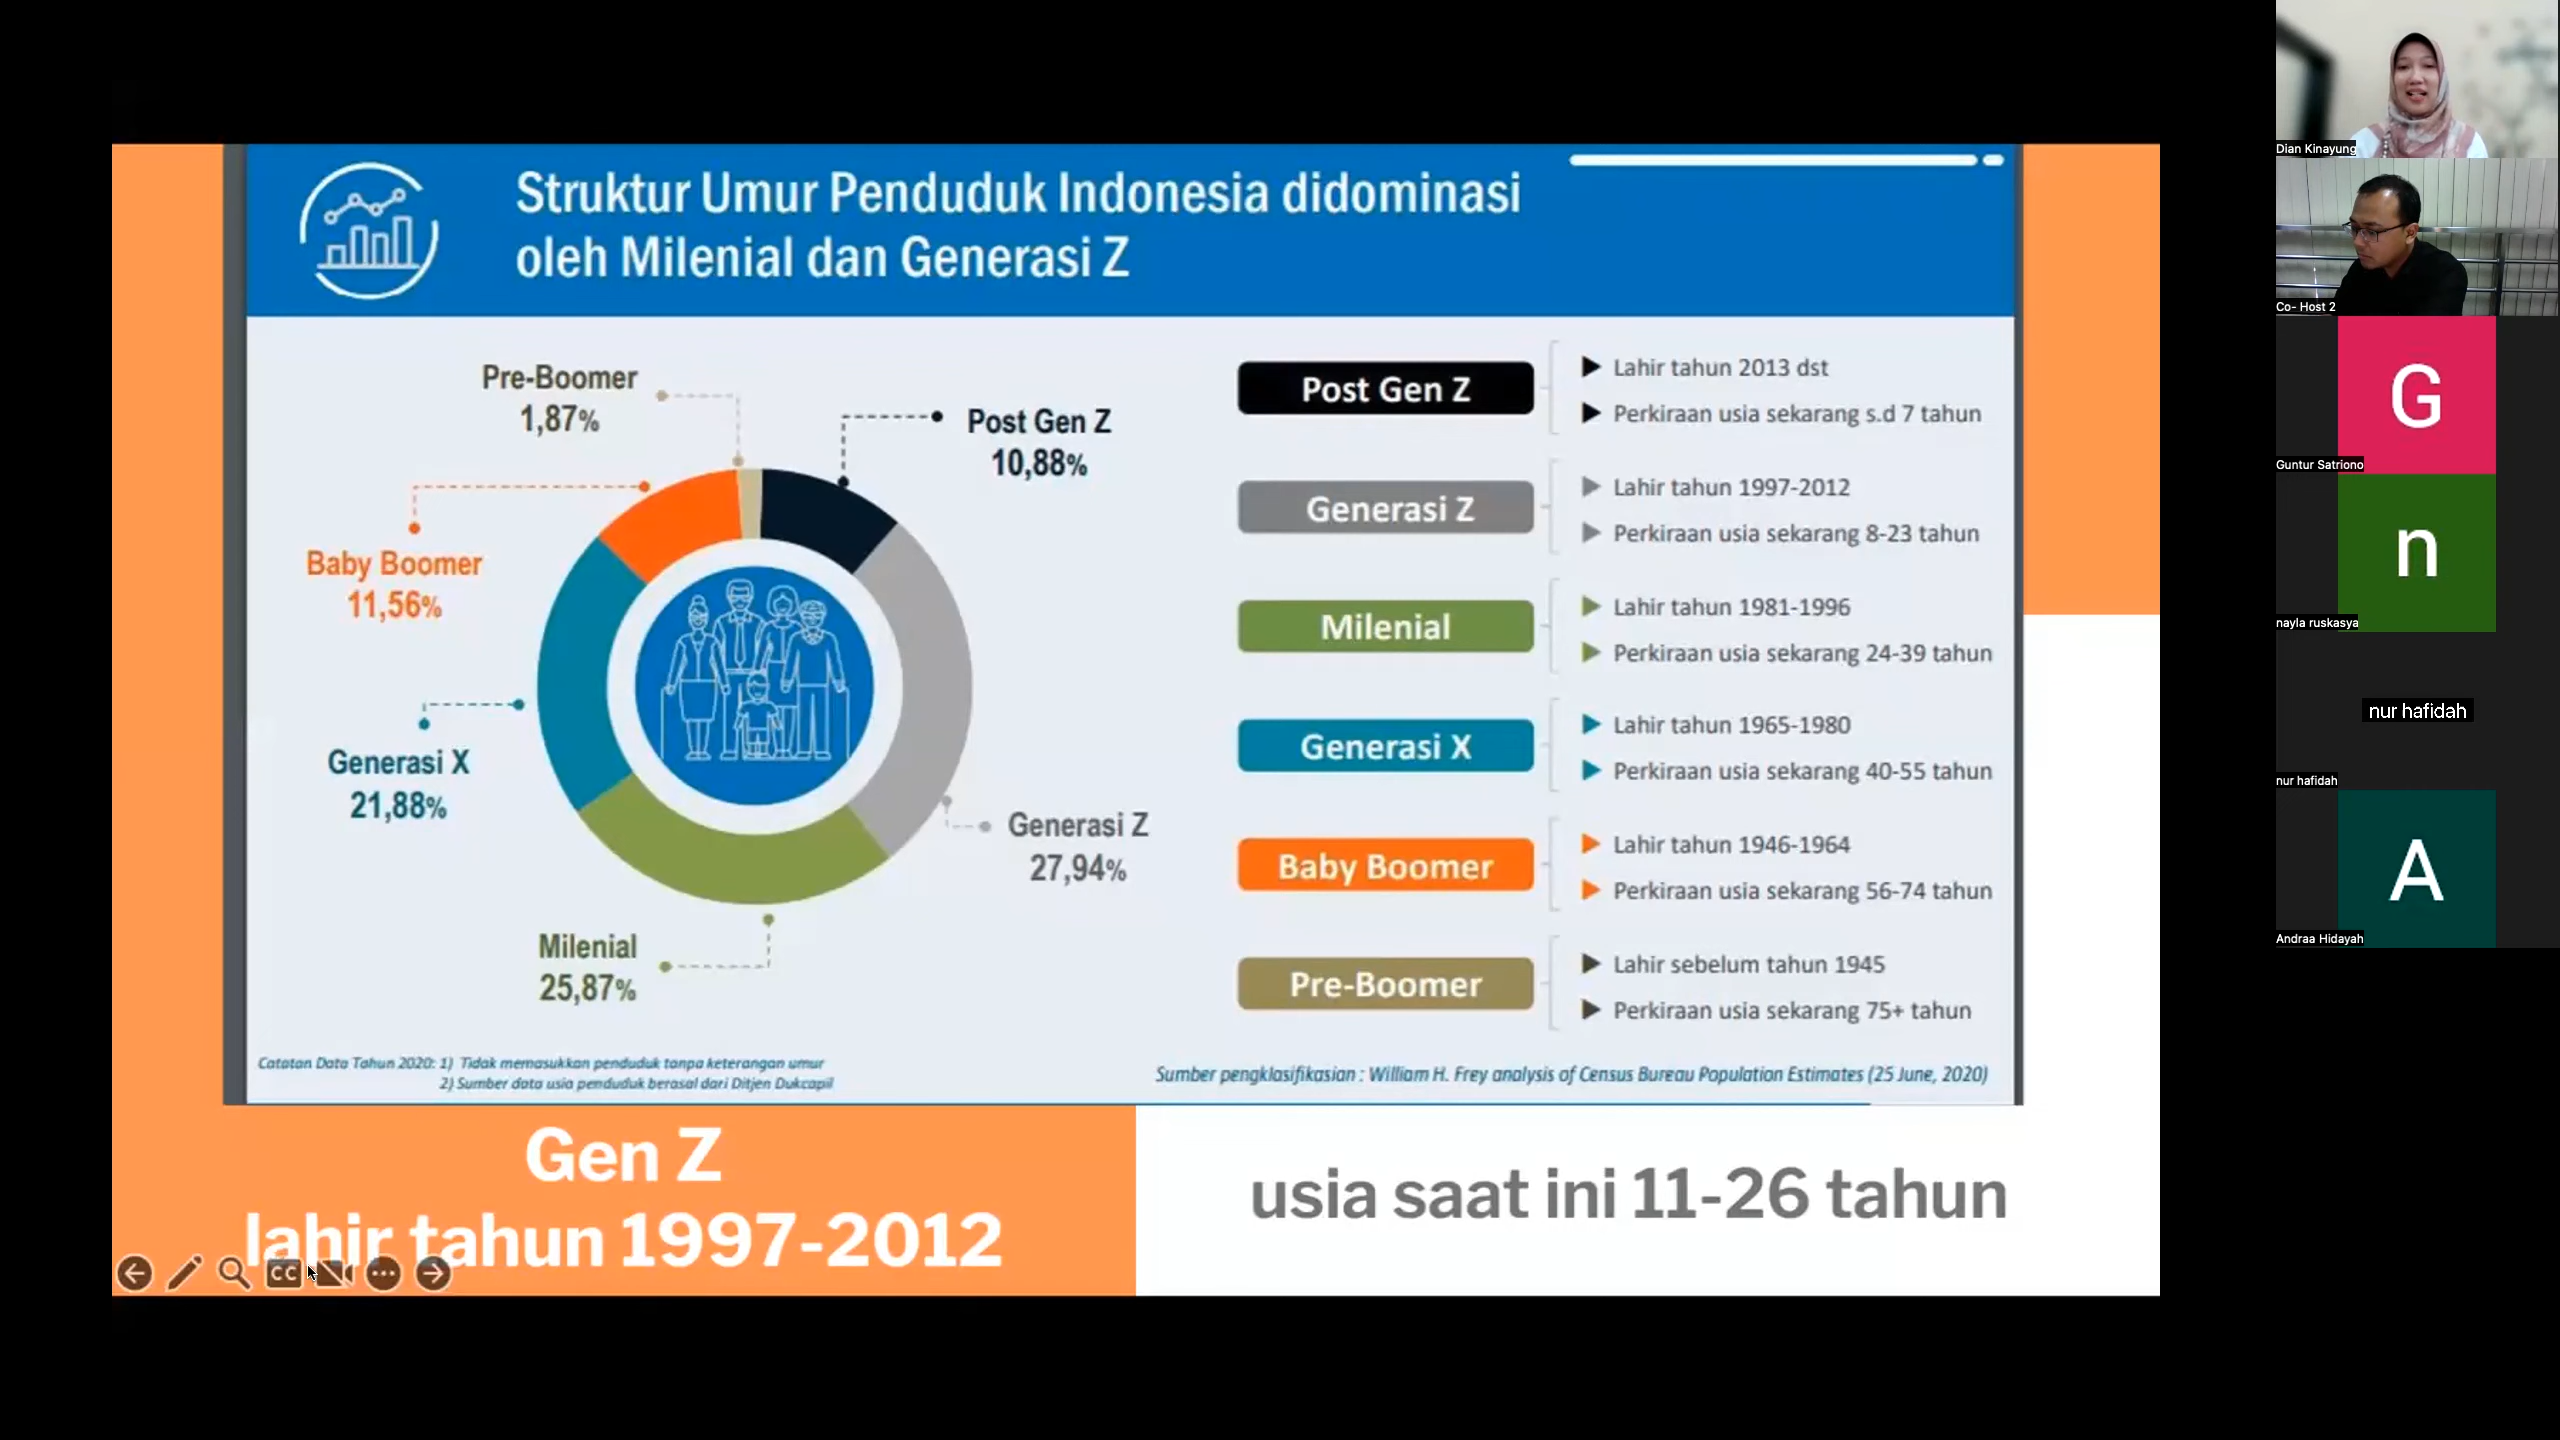 Struktur Umur Penduduk Indonesia didominasi
oleh Milenial dan Generasi Z
Pre-Boomer
1,87%
Post Gen Z
10,88%
Baby Boomer
11,56%
Generasi X
21,88%
Generasi Z
27,94%
Milenial
25,87%
Post Gen Z
Lahir tahun 2013 dst
Perkiraan usia sekarang s.d 7 tahun
Generasi Z
Lahir tahun 1997-2012
Perkiraan usia sekarang 8-23 tahun
Milenial
Lahir tahun 1981-1996
Perkiraan usia sekarang 24-39 tahun
Generasi X
Lahir tahun 1965-1980
Perkiraan usia sekarang 40-55 tahun
Baby Boomer
Lahir tahun 1946-1964
Perkiraan usia sekarang 56-74 tahun
Pre-Boomer
Lahir sebelum tahun 1945
Perkiraan usia sekarang 75+ tahun
Catatan Data Tahun 2020: 1) Tidak memasukkan penduduk tanpa keterangan umur
2) Sumber data usia penduduk berasal dari Ditjen Dukcapil
Sumber pengklasifikasian : William H. Frey analysis of Census Bureau Population Estimates (25 June, 2020)
Gen Z
lahir tahun 1997-2012
usia saat ini 11-26 tahun
CC
Dian Kinayung
Co- Host 2
G
Guntur Satriono
n
nayla ruskasya
nur hafidah
nur hafidah
A
Andraa Hidayah